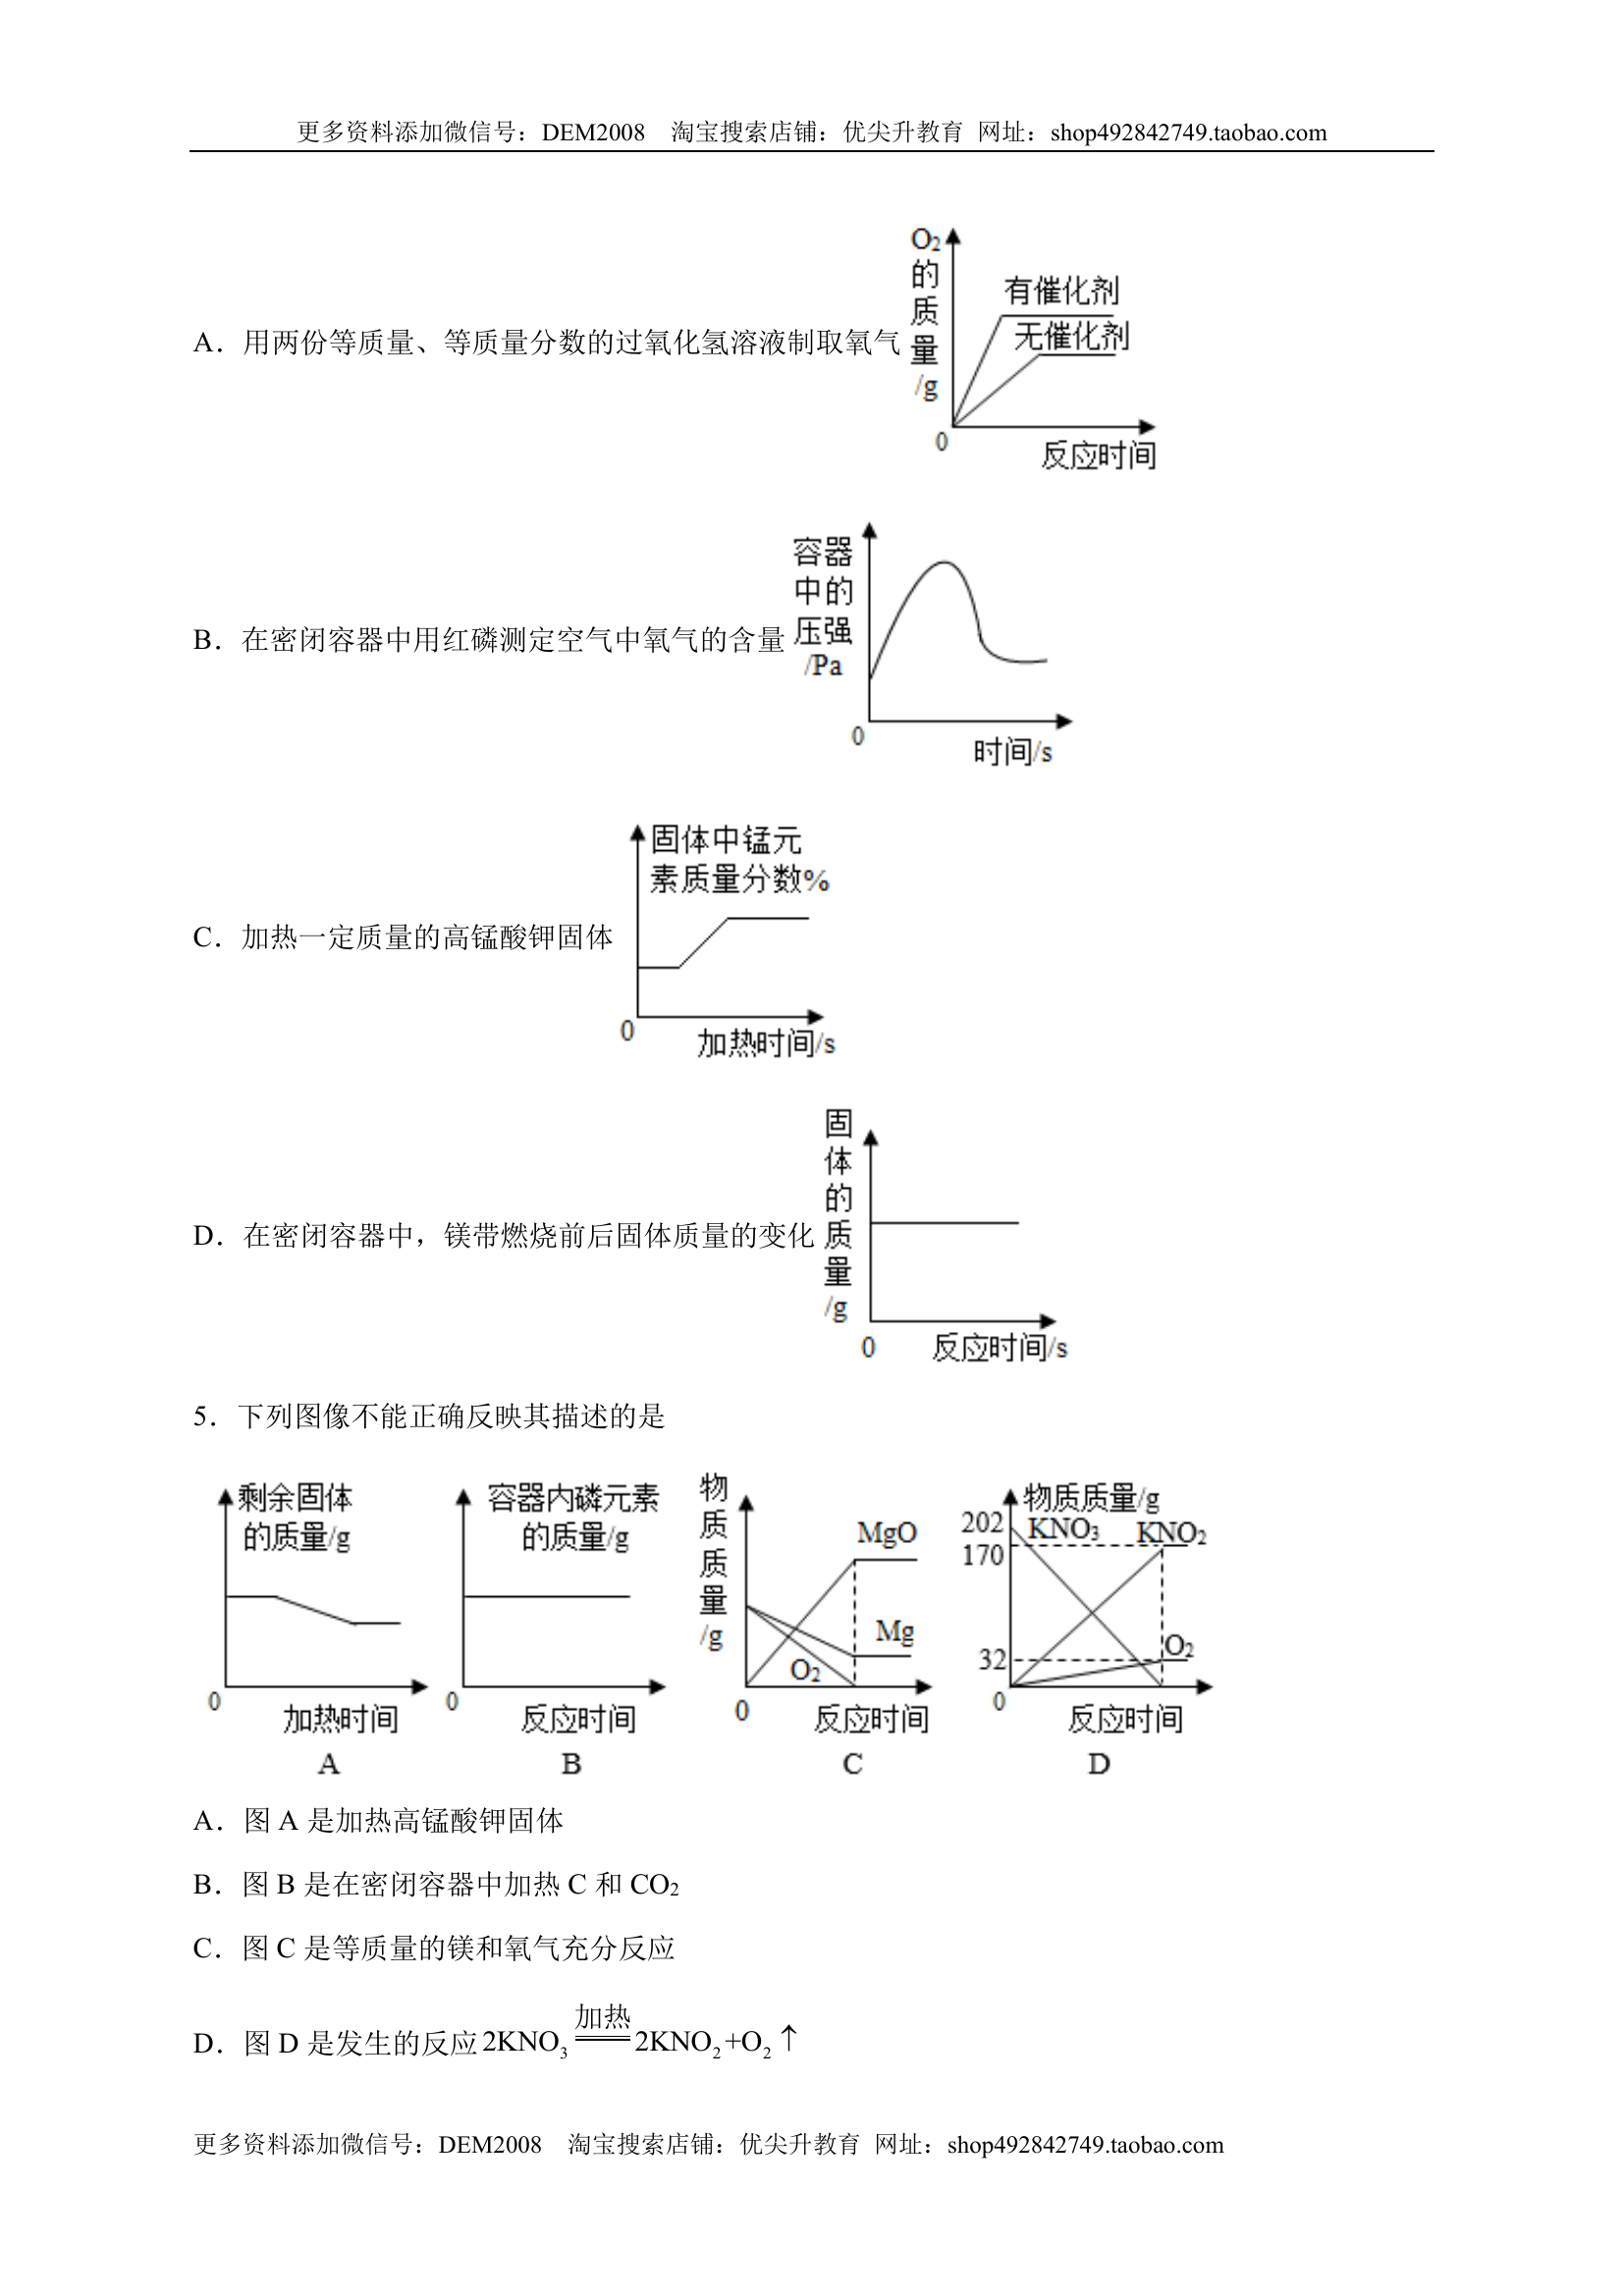 更多资料添加微信号：DEM2008 淘宝搜索店铺：优尖升教育 网址：shop492842749.taobao.com
A．用两份等质量、等质量分数的过氧化氢溶液制取氧气
O₂的质量/g
有催化剂
无催化剂
0
反应时间
B．在密闭容器中用红磷测定空气中氧气的含量
容器中的压强/Pa
0
时间/s
C．加热一定质量的高锰酸钾固体
固体中锰元
素质量分数%
0
加热时间/s
D．在密闭容器中，镁带燃烧前后固体质量的变化
固体的质量/g
0
反应时间/s
5．下列图像不能正确反映其描述的是
剩余固体
的质量/g
0
加热时间
A
容器内磷元素
的质量/g
0
反应时间
B
物质质量/g
MgO
Mg
O₂
0
反应时间
C
物质质量/g
202
KNO₃
KNO₂
170
32
O₂
0
反应时间
D
A．图 A 是加热高锰酸钾固体
B．图 B 是在密闭容器中加热 C 和 CO₂
C．图 C 是等质量的镁和氧气充分反应
D．图 D 是发生的反应 2KNO₃ 加热 ═══ 2KNO₂+O₂↑
更多资料添加微信号：DEM2008 淘宝搜索店铺：优尖升教育 网址：shop492842749.taobao.com